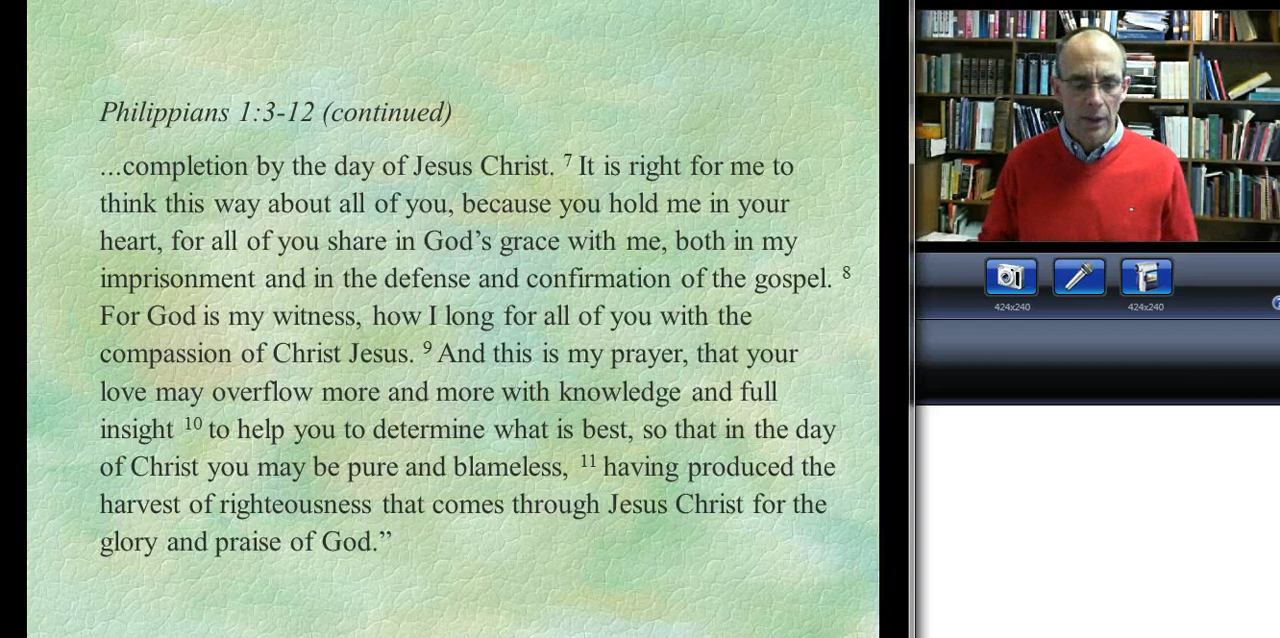 Philippians 1:3-12 (continued)
...completion by the day of Jesus Christ. 7 It is right for me to
think this way about all of you, because you hold me in your
heart, for all of you share in God’s grace with me, both in my
imprisonment and in the defense and confirmation of the gospel. 8
For God is my witness, how I long for all of you with the
compassion of Christ Jesus. 9 And this is my prayer, that your
love may overflow more and more with knowledge and full
insight 10 to help you to determine what is best, so that in the day
of Christ you may be pure and blameless, 11 having produced the
harvest of righteousness that comes through Jesus Christ for the
glory and praise of God.”
424x240
424x240